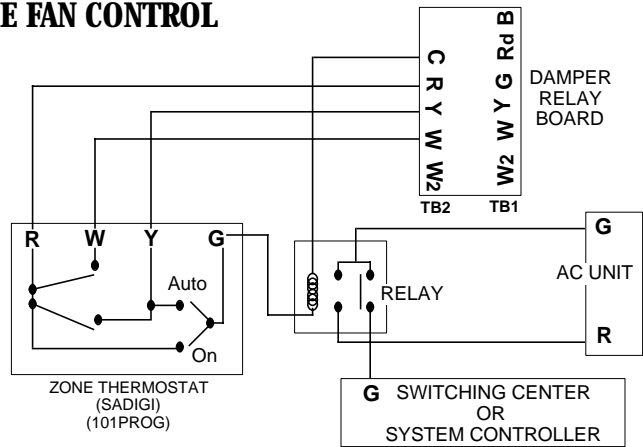 E FAN CONTROL
C R Y W W2
B Rd G Y W W2
TB2 TB1
DAMPER
RELAY
BOARD
R W Y G
Auto
On
ZONE THERMOSTAT
(SADIGI)
(101PROG)
RELAY
G
AC UNIT
R
G SWITCHING CENTER
OR
SYSTEM CONTROLLER